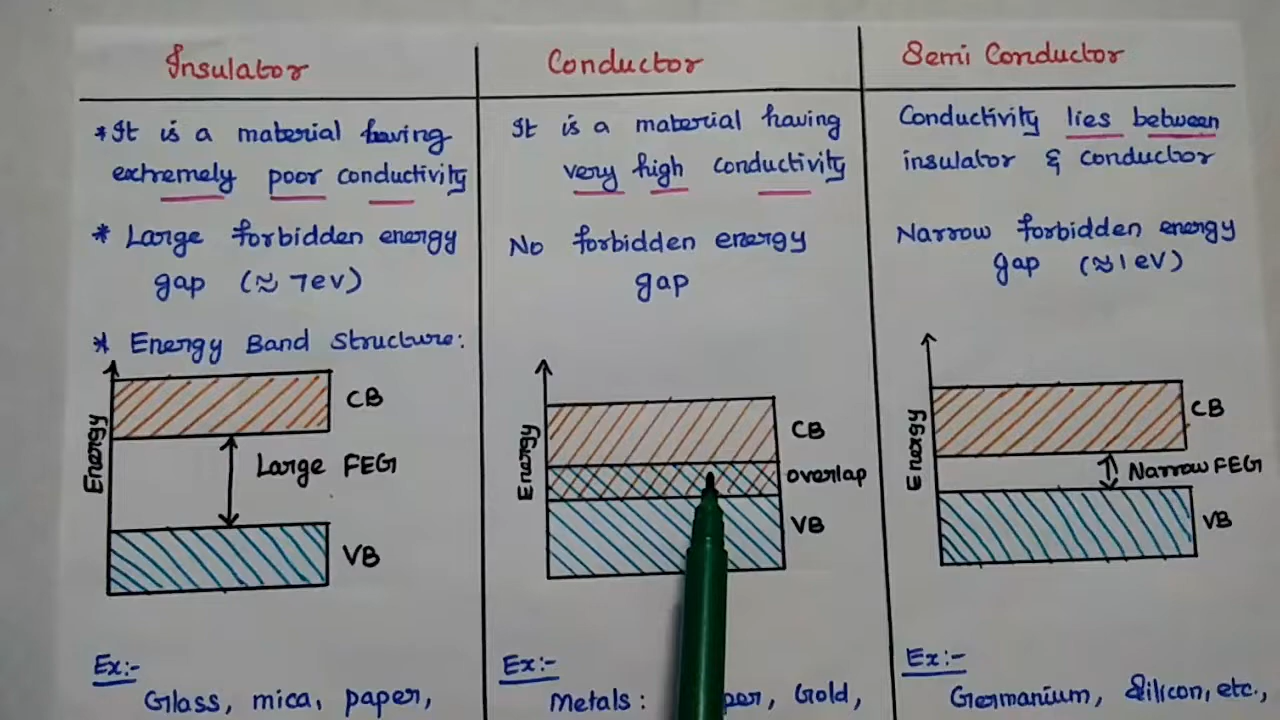 Insulator
* It is a material having
extremely poor conductivity
* Large forbidden energy
gap (≈ 7eV)
* Energy Band Structure:
Energy
CB
Large FEG
VB
Ex:-
Glass, mica, paper,
Conductor
It is a material having
very high conductivity
No forbidden energy
gap
Energy
CB
overlap
VB
Ex:-
Metals: Gold,
Semi Conductor
Conductivity lies between
insulator & conductor
Narrow forbidden energy
gap (≈1eV)
Energy
CB
Narrow FEG
VB
Ex:-
Germanium, Silicon, etc.,